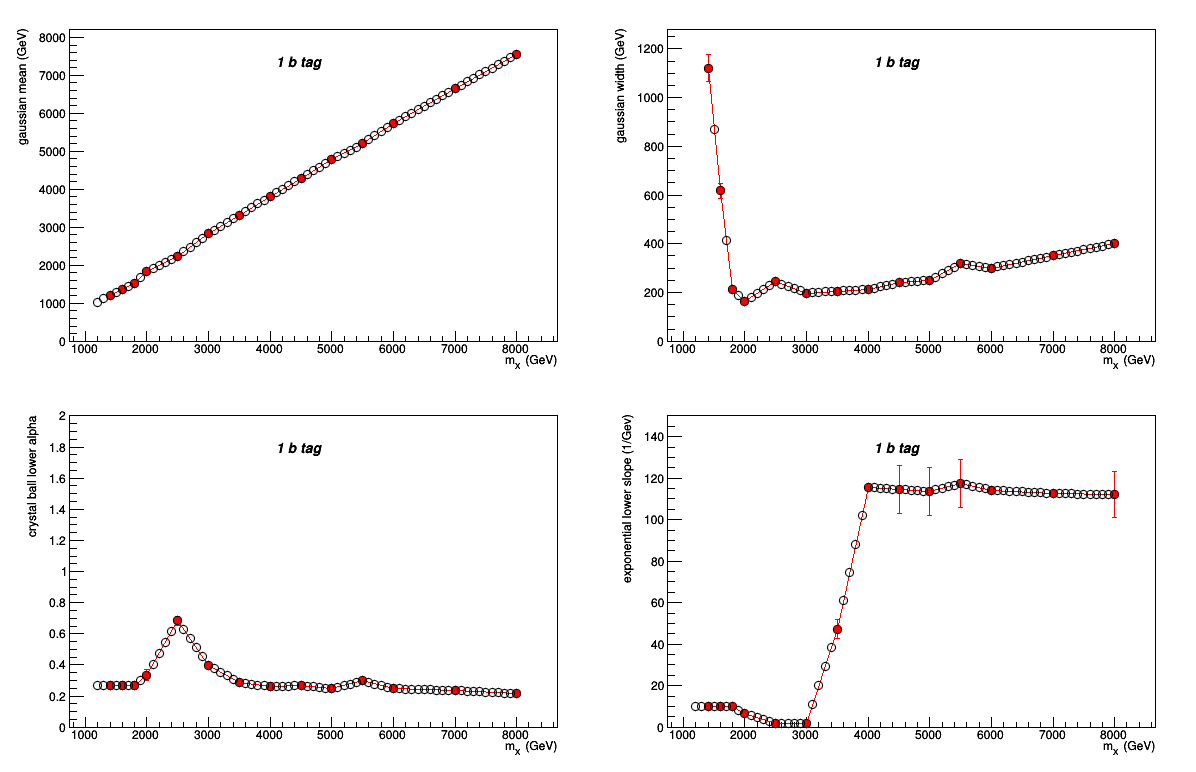 gaussian mean (GeV)
8000
7000
6000
5000
4000
3000
2000
1000
0
1 b tag
1000 2000 3000 4000 5000 6000 7000 8000
mX (GeV)
gaussian width (GeV)
1200
1000
800
600
400
200
0
1 b tag
1000 2000 3000 4000 5000 6000 7000 8000
mX (GeV)
crystal ball lower alpha
2
1.8
1.6
1.4
1.2
1
0.8
0.6
0.4
0.2
0
1 b tag
1000 2000 3000 4000 5000 6000 7000 8000
mX (GeV)
exponential lower slope (1/Gev)
140
120
100
80
60
40
20
0
1 b tag
1000 2000 3000 4000 5000 6000 7000 8000
mX (GeV)